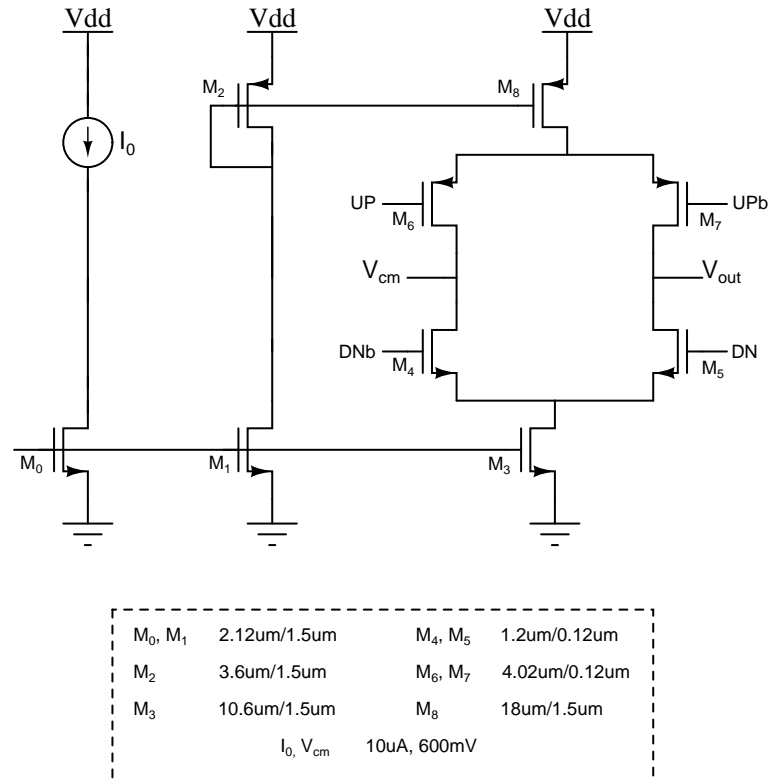 Vdd Vdd Vdd
M2 M8
I0
UP M6 M7 UPb
Vcm Vout
DNb M4 M5 DN
M0 M1 M3
M0, M1 2.12um/1.5um M4, M5 1.2um/0.12um
M2 3.6um/1.5um M6, M7 4.02um/0.12um
M3 10.6um/1.5um M8 18um/1.5um
I0, Vcm 10uA, 600mV